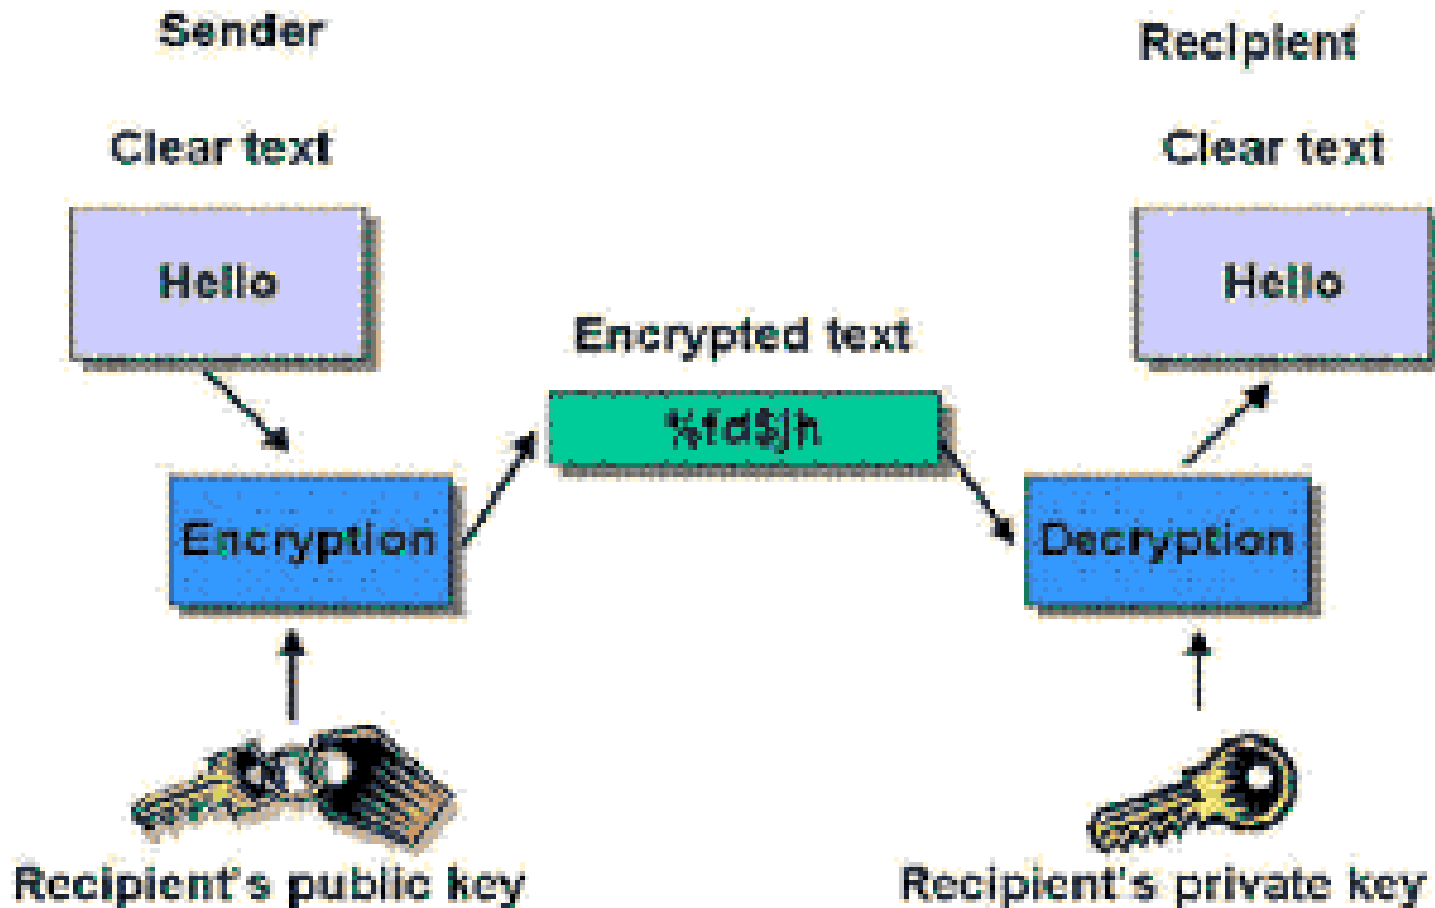 Sender
Recipient
Clear text
Clear text
Hello
Hello
Encrypted text
%fd$jh
Encryption
Decryption
Recipient's public key
Recipient's private key